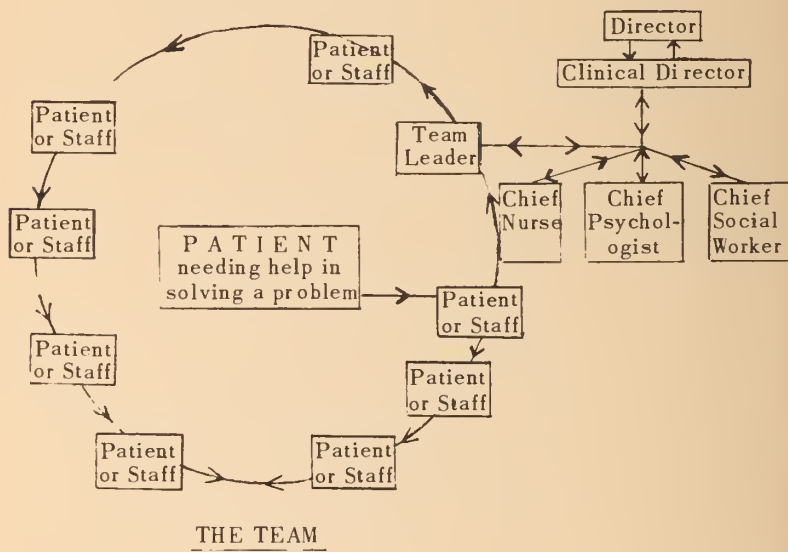 Director
Clinical Director
Patient
or Staff
Team
Leader
Patient
or Staff
Chief
Nurse
Chief
Psychol-
ogist
Chief
Social
Worker
Patient
or Staff
PATIENT
needing help in
solving a problem
Patient
or Staff
Patient
or Staff
Patient
or Staff
Patient
or Staff
Patient
or Staff
THE TEAM